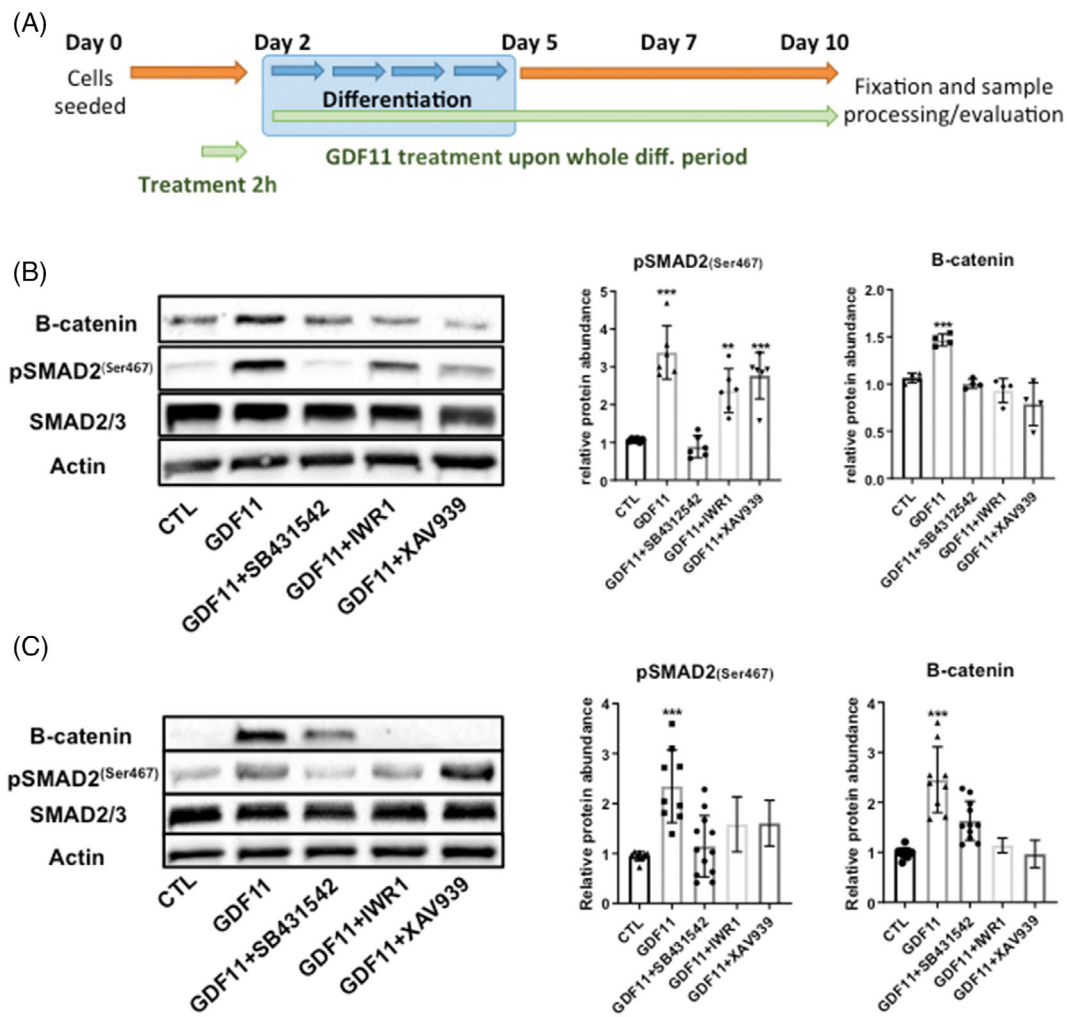 (A)
Day 0
Day 2
Day 5
Day 7
Day 10
Cells
seeded
Differentiation
Fixation and sample
processing/evaluation
GDF11 treatment upon whole diff. period
Treatment 2h
(B)
B-catenin
pSMAD2(Ser467)
SMAD2/3
Actin
CTL
GDF11
GDF11+SB431542
GDF11+IWR1
GDF11+XAV939
pSMAD2(Ser467)
relative protein abundance
5
4
3
2
1
0
***
**
***
CTL
GDF11
GDF11+SB4312542
GDF11+IWR1
GDF11+XAV939
B-catenin
relative protein abundance
2.0
1.5
1.0
0.5
0.0
***
CTL
GDF11
GDF11+SB4312542
GDF11+IWR1
GDF11+XAV939
(C)
B-catenin
pSMAD2(Ser467)
SMAD2/3
Actin
CTL
GDF11
GDF11+SB431542
GDF11+IWR1
GDF11+XAV939
pSMAD2(Ser467)
Relative protein abundance
4
3
2
1
0
***
CTL
GDF11
GDF11+SB431542
GDF11+IWR1
GDF11+XAV939
B-catenin
Relative protein abundance
4
3
2
1
0
***
CTL
GDF11
GDF11+SB431542
GDF11+IWR1
GDF11+XAV939